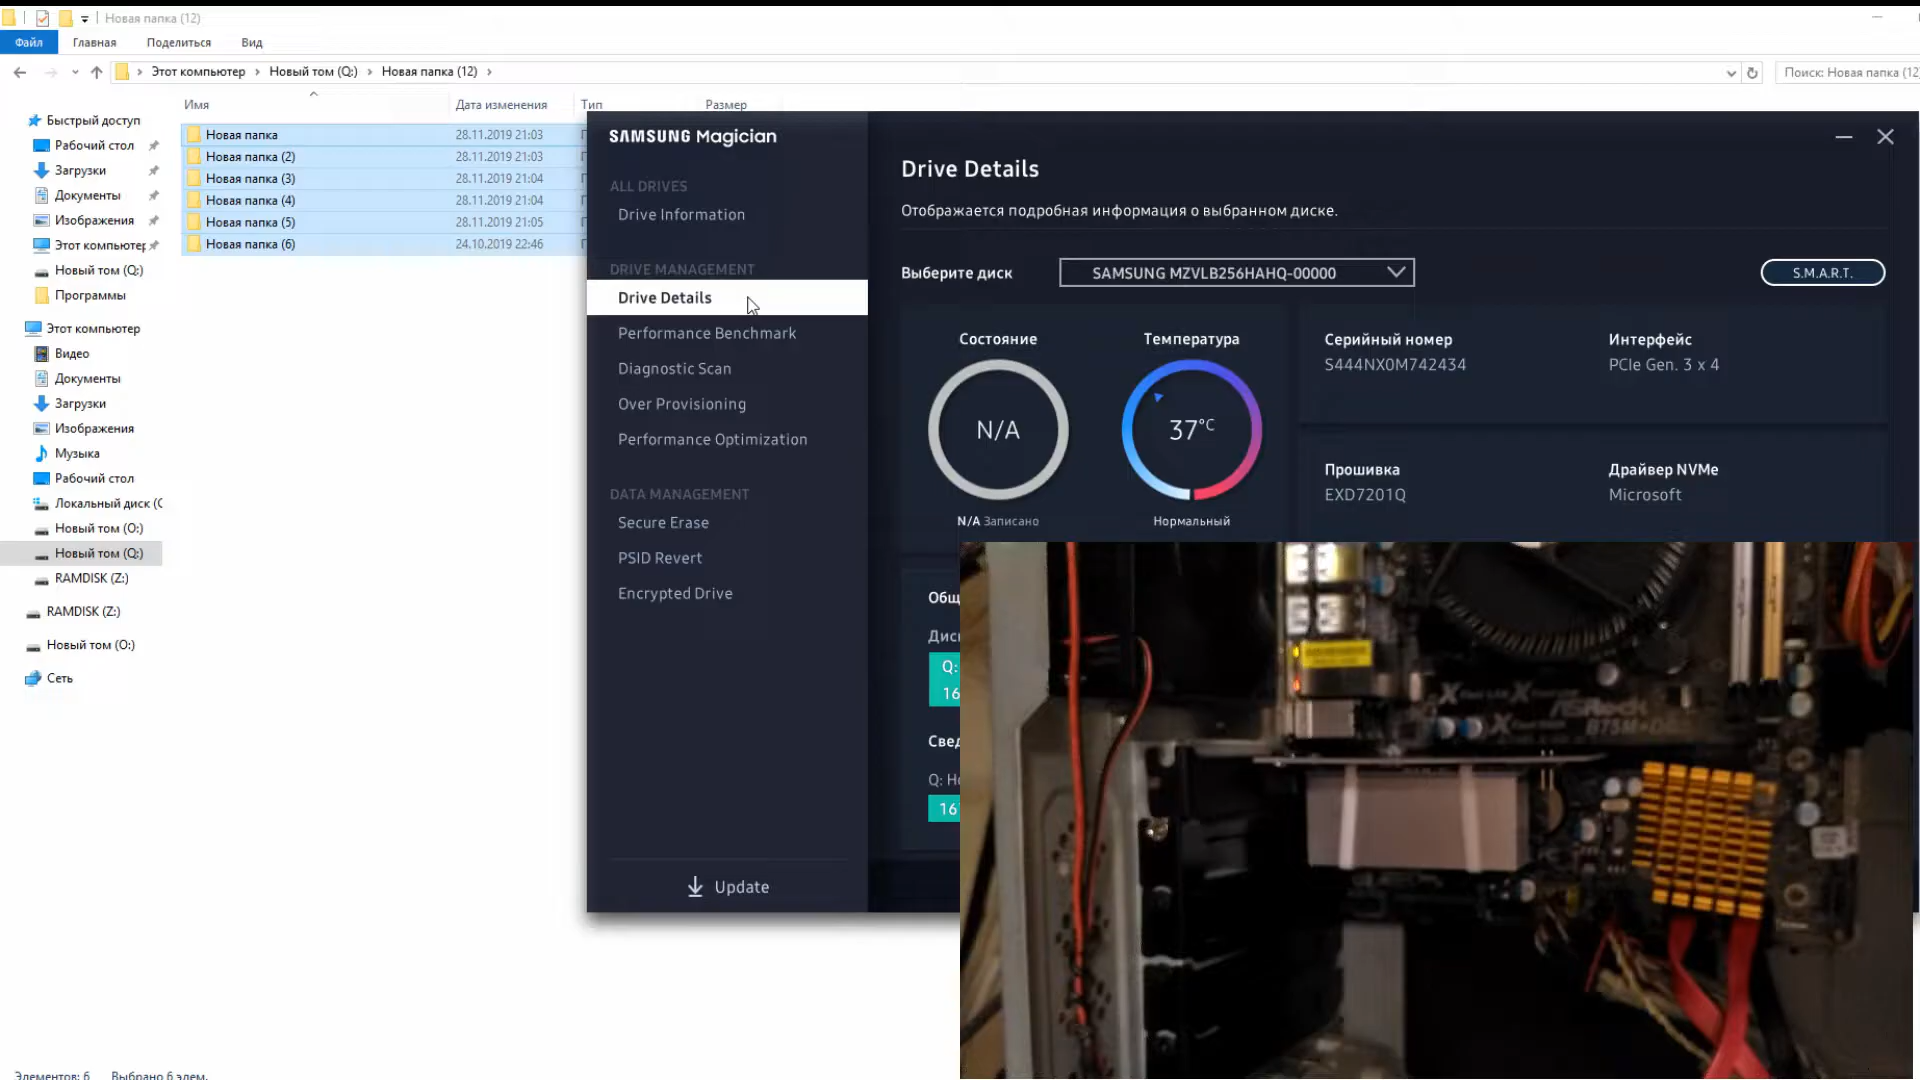 Новая папка (12)
Файл
Главная
Поделиться
Вид
Этот компьютер
Новый том (Q:)
Новая папка (12)
Поиск: Новая папка (12
Имя
Дата изменения
Тип
Размер
Новая папка
28.11.2019 21:03
Новая папка (2)
28.11.2019 21:03
Новая папка (3)
28.11.2019 21:04
Новая папка (4)
28.11.2019 21:04
Новая папка (5)
28.11.2019 21:05
Новая папка (6)
24.10.2019 22:46
Быстрый доступ
Рабочий стол
Загрузки
Документы
Изображения
Этот компьютер
Новый том (Q:)
Программы
Этот компьютер
Видео
Документы
Загрузки
Изображения
Музыка
Рабочий стол
Локальный диск (C
Новый том (O:)
Новый том (Q:)
RAMDISK (Z:)
RAMDISK (Z:)
Новый том (O:)
Сеть
Элементов: 6
Выбрано 6 элем.
SAMSUNG Magician
ALL DRIVES
Drive Information
DRIVE MANAGEMENT
Drive Details
Performance Benchmark
Diagnostic Scan
Over Provisioning
Performance Optimization
DATA MANAGEMENT
Secure Erase
PSID Revert
Encrypted Drive
Update
Drive Details
Отображается подробная информация о выбранном диске.
Выберите диск
SAMSUNG MZVLB256HAHQ-00000
S.M.A.R.T.
Состояние
N/A
N/A Записано
Температура
37°C
Нормальный
Серийный номер
S444NX0M742434
Интерфейс
PCIe Gen. 3 x 4
Прошивка
EXD7201Q
Драйвер NVMe
Microsoft
Общ
Дис
Q:
16
Свед
Q: Но
16
ASRock